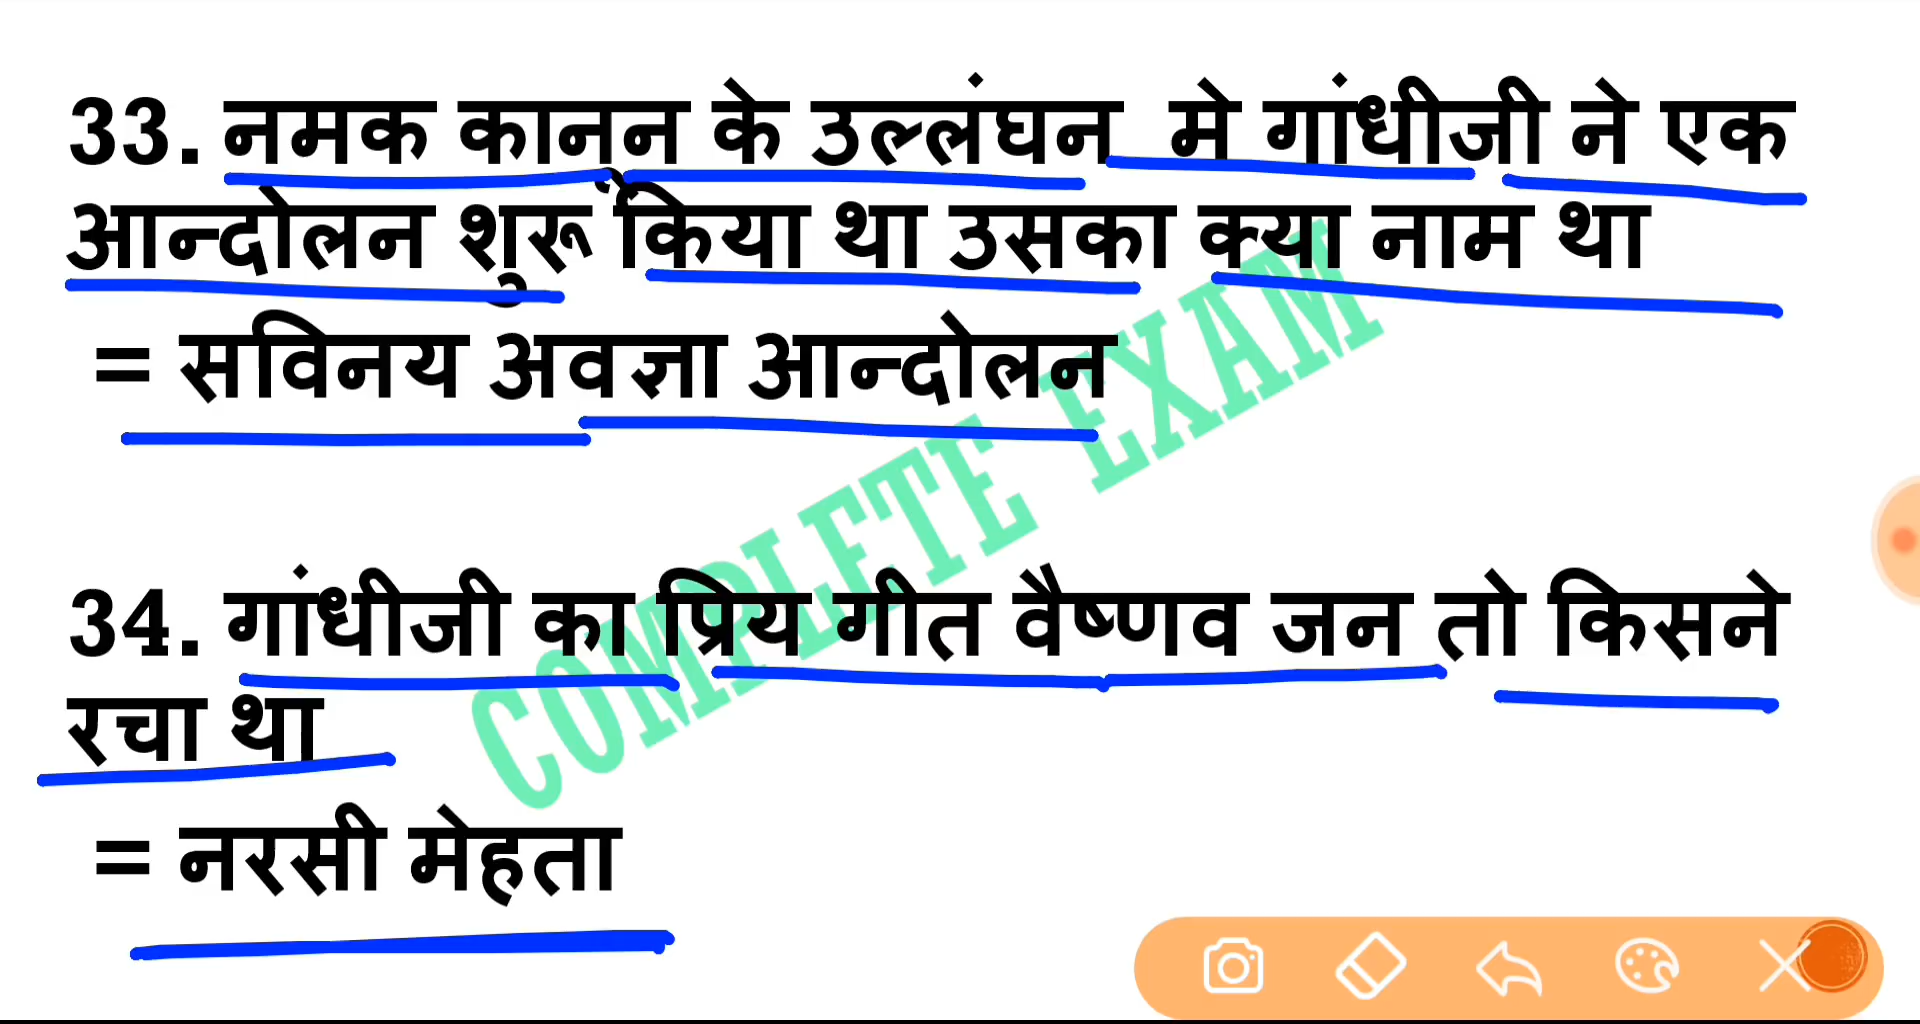 33. नमक कानून के उल्लंघन मे गांधीजी ने एक
आन्दोलन शुरू किया था उसका क्या नाम था
= सविनय अवज्ञा आन्दोलन
COMPLETE EXAM
34. गांधीजी का प्रिय गीत वैष्णव जन तो किसने
रचा था
= नरसी मेहता